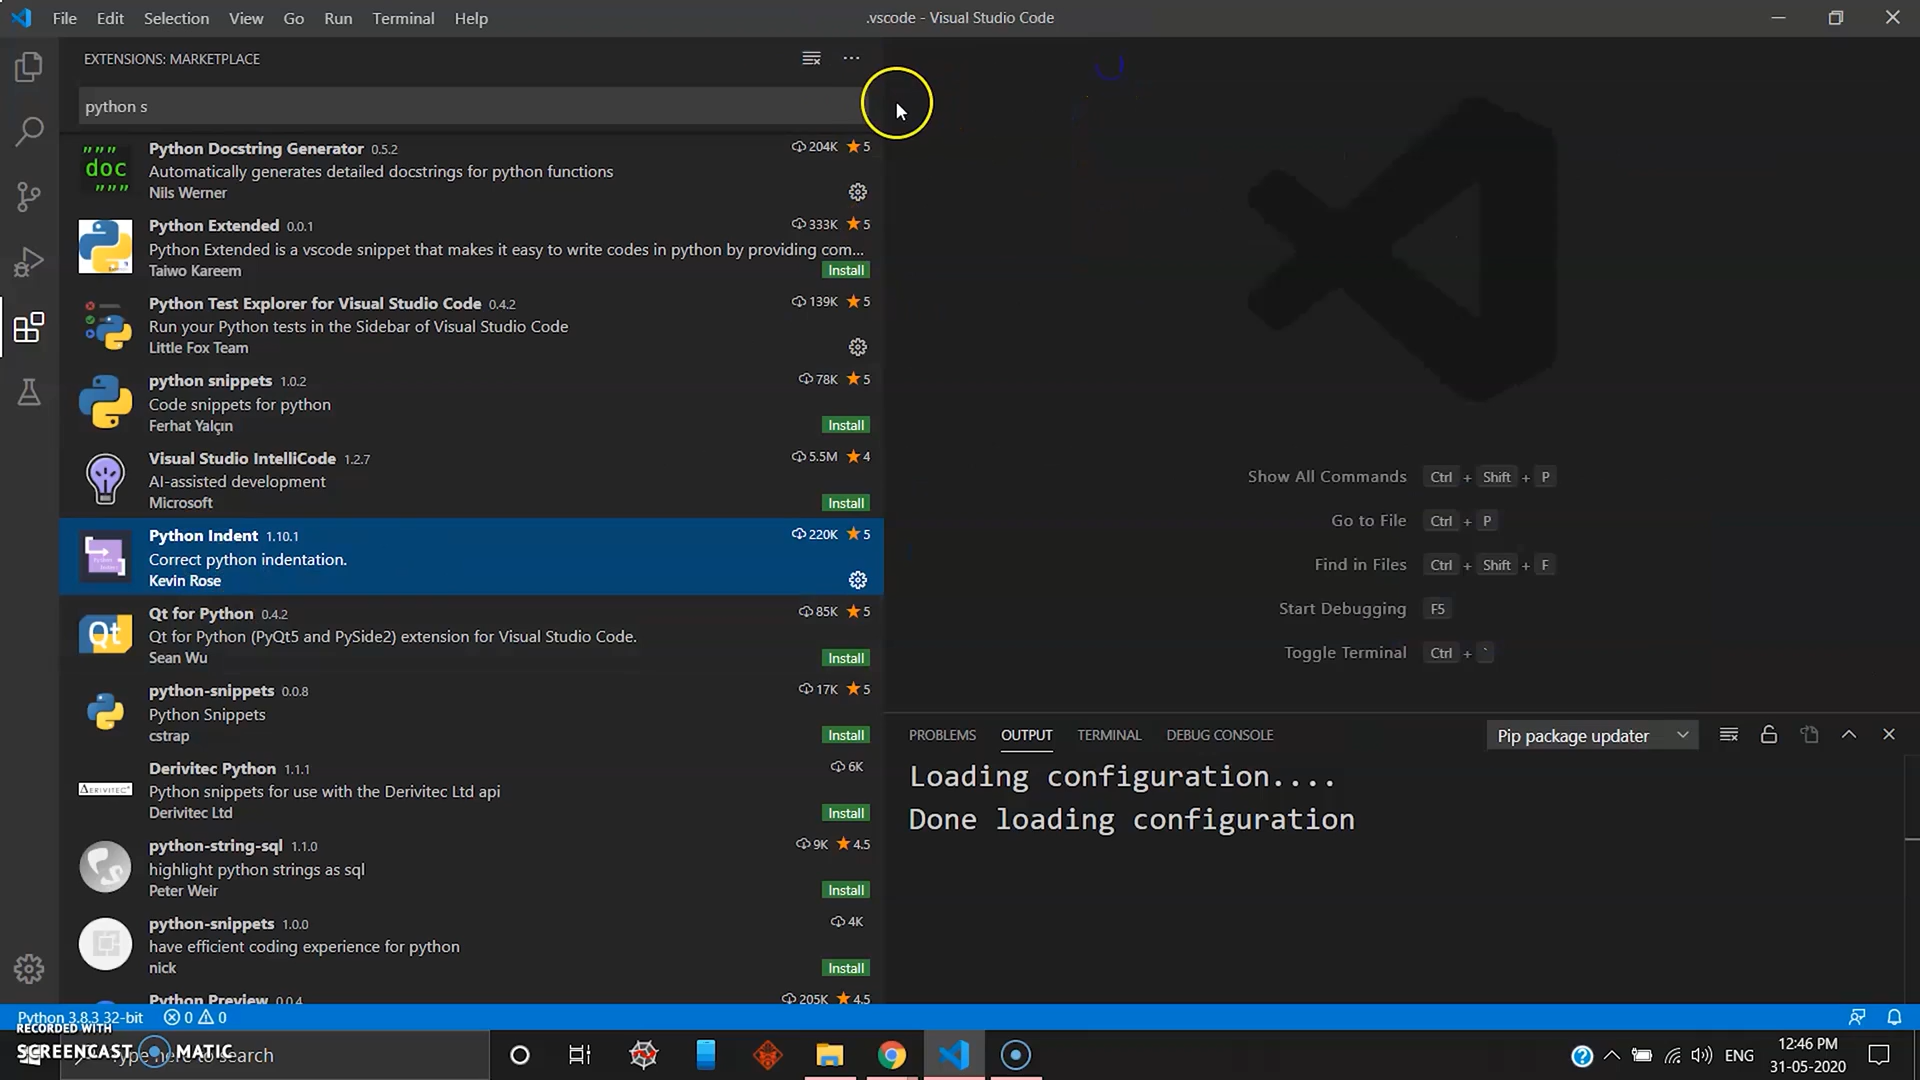 File Edit Selection View Go Run Terminal Help
.vscode - Visual Studio Code
EXTENSIONS: MARKETPLACE
python s
""" doc """
Python Docstring Generator 0.5.2 204K 5
Automatically generates detailed docstrings for python functions
Nils Werner
Python Extended 0.0.1 333K 5
Python Extended is a vscode snippet that makes it easy to write codes in python by providing com...
Taiwo Kareem Install
Python Test Explorer for Visual Studio Code 0.4.2 139K 5
Run your Python tests in the Sidebar of Visual Studio Code
Little Fox Team
python snippets 1.0.2 78K 5
Code snippets for python
Ferhat Yalçın Install
Visual Studio IntelliCode 1.2.7 5.5M 4
AI-assisted development
Microsoft Install
Python Indent 1.10.1 220K 5
Correct python indentation.
Kevin Rose
Qt
Qt for Python 0.4.2 85K 5
Qt for Python (PyQt5 and PySide2) extension for Visual Studio Code.
Sean Wu Install
python-snippets 0.0.8 17K 5
Python Snippets
cstrap Install
Derivitec Python 1.1.1 6K
Python snippets for use with the Derivitec Ltd api
Derivitec Ltd Install
python-string-sql 1.1.0 9K 4.5
highlight python strings as sql
Peter Weir Install
python-snippets 1.0.0 4K
have efficient coding experience for python
nick Install
Python Preview 0.0.4 205K 4.5
Show All Commands Ctrl + Shift + P
Go to File Ctrl + P
Find in Files Ctrl + Shift + F
Start Debugging F5
Toggle Terminal Ctrl + `
PROBLEMS OUTPUT TERMINAL DEBUG CONSOLE Pip package updater
Loading configuration....
Done loading configuration
Python 3.8.3 32-bit 0 0
RECORDED WITH
SCREENCAST MATIC
Type here to search
ENG
12:46 PM
31-05-2020